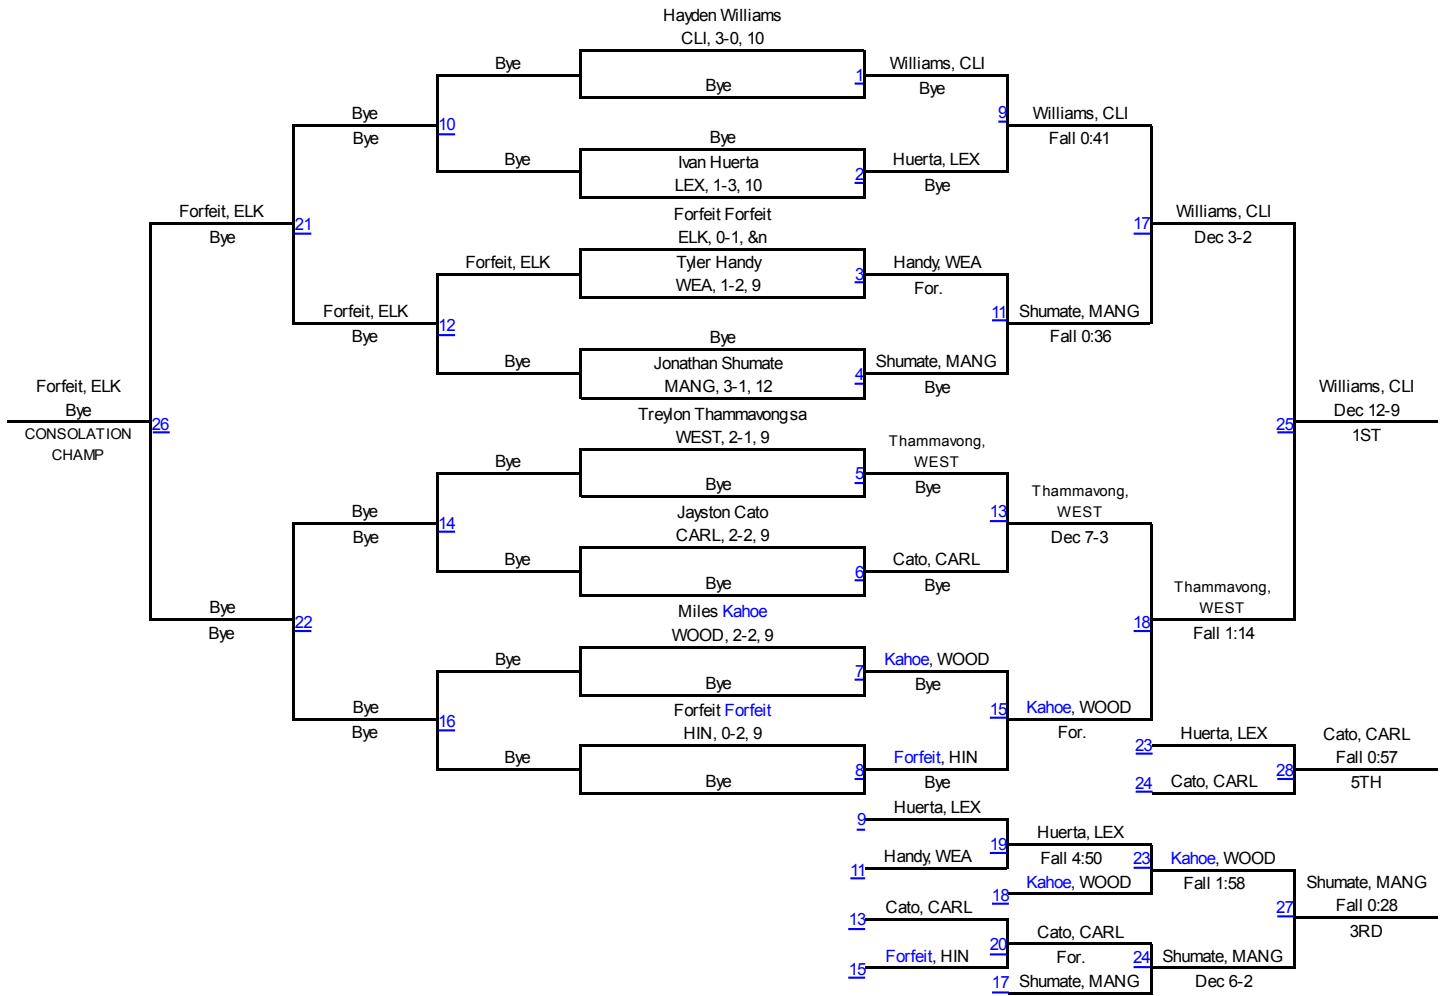 Hayden Williams
CLI, 3-0, 10
Bye
Bye
1
Williams, CLI
Bye
9
Williams, CLI
Fall 0:41
Bye
Bye
10
Bye
Bye
Ivan Huerta
LEX, 1-3, 10
2
Huerta, LEX
Bye
Forfeit, ELK
Bye
21
Forfeit Forfeit
ELK, 0-1, &n
17
Williams, CLI
Dec 3-2
Forfeit, ELK
Tyler Handy
WEA, 1-2, 9
3
Handy, WEA
For.
Forfeit, ELK
Bye
12
11
Shumate, MANG
Fall 0:36
Bye
Bye
Jonathan Shumate
MANG, 3-1, 12
4
Shumate, MANG
Bye
Forfeit, ELK
Bye
CONSOLATION
CHAMP
26
Treylon Thammavongsa
WEST, 2-1, 9
25
Williams, CLI
Dec 12-9
1ST
Bye
Bye
5
Thammavong,
WEST
Bye
Bye
Bye
14
Jayston Cato
CARL, 2-2, 9
13
Thammavong,
WEST
Dec 7-3
Bye
Bye
6
Cato, CARL
Bye
Bye
Bye
22
Miles Kahoe
WOOD, 2-2, 9
18
Thammavong,
WEST
Fall 1:14
Bye
Bye
7
Kahoe, WOOD
Bye
Bye
Bye
16
Forfeit Forfeit
HIN, 0-2, 9
15
Kahoe, WOOD
For.
Bye
Bye
8
Forfeit, HIN
Bye
23
Huerta, LEX
24
Cato, CARL
28
Cato, CARL
Fall 0:57
5TH
9
Huerta, LEX
11
Handy, WEA
19
Huerta, LEX
Fall 4:50
18
Kahoe, WOOD
23
Kahoe, WOOD
Fall 1:58
13
Cato, CARL
15
Forfeit, HIN
20
Cato, CARL
For.
17
Shumate, MANG
24
Shumate, MANG
Dec 6-2
27
Shumate, MANG
Fall 0:28
3RD